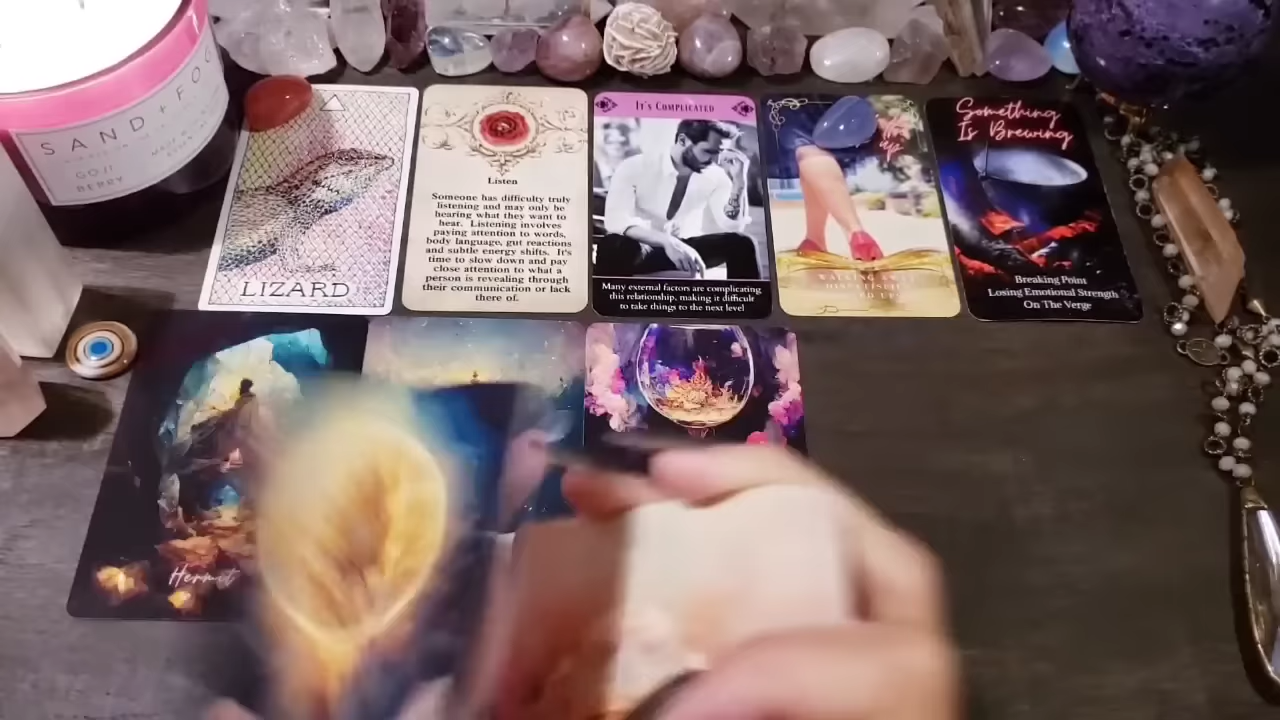 SAND + FOG
GOJI
BERRY
LIZARD
Listen
Someone has difficulty truly
listening and may only be
hearing what they want to
hear. Listening involves
paying attention to words,
body language, gut reactions
and subtle energy shifts. It's
time to slow down and pay
close attention to what a
person is revealing through
their communication or lack
there of.
It's Complicated
Many external factors are complicating
this relationship, making it difficult
to take things to the next level
Something
Is Brewing
Breaking Point
Losing Emotional Strength
On The Verge
Hermit